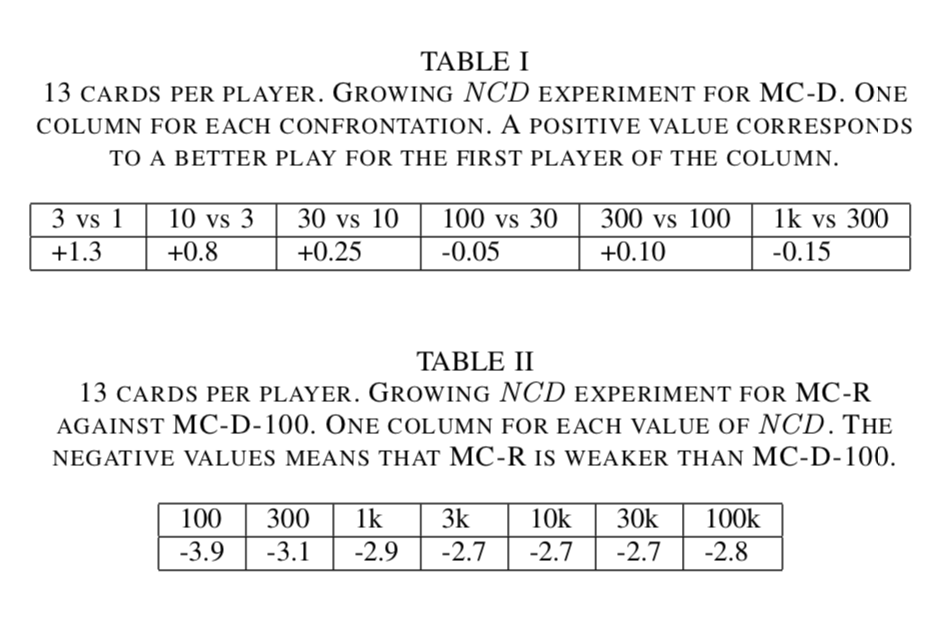 TABLE I
13 CARDS PER PLAYER. GROWING NCD EXPERIMENT FOR MC-D. ONE
COLUMN FOR EACH CONFRONTATION. A POSITIVE VALUE CORRESPONDS
TO A BETTER PLAY FOR THE FIRST PLAYER OF THE COLUMN.
3 vs 1 10 vs 3 30 vs 10 100 vs 30 300 vs 100 1k vs 300
+1.3 +0.8 +0.25 -0.05 +0.10 -0.15
TABLE II
13 CARDS PER PLAYER. GROWING NCD EXPERIMENT FOR MC-R
AGAINST MC-D-100. ONE COLUMN FOR EACH VALUE OF NCD. THE
NEGATIVE VALUES MEANS THAT MC-R IS WEAKER THAN MC-D-100.
100 300 1k 3k 10k 30k 100k
-3.9 -3.1 -2.9 -2.7 -2.7 -2.7 -2.8